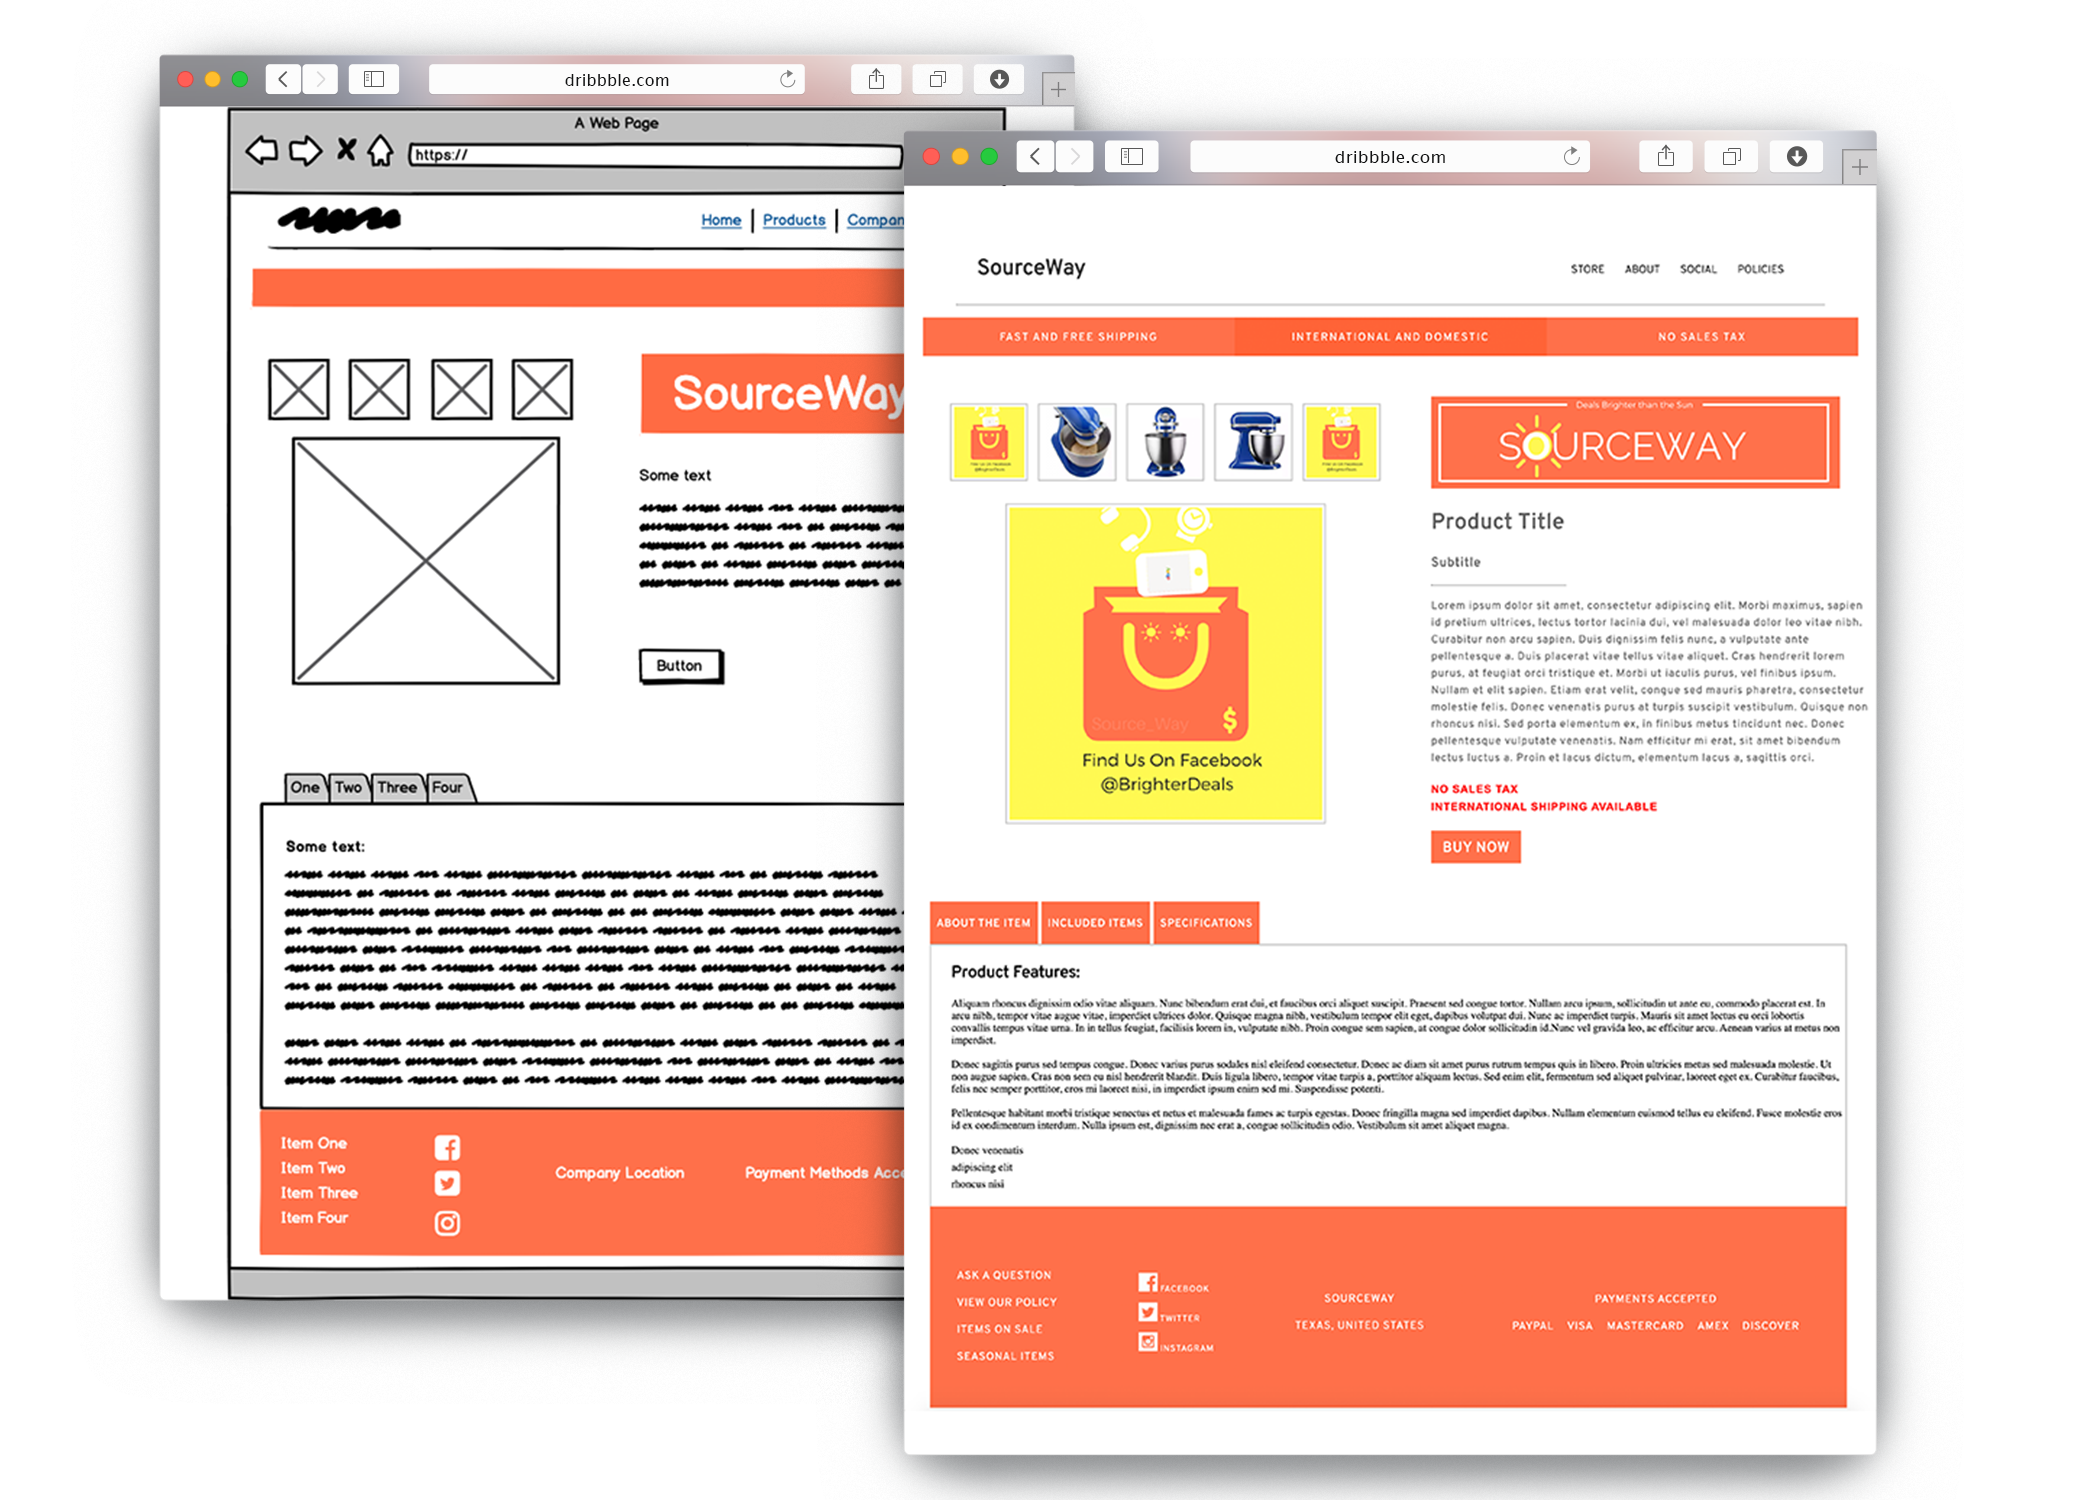 dribbble.com
A Web Page
https://
Home | Products |
SourceWay
Some text
Button
One Two Three Four
Some text:
Item One
Item Two
Item Three
Item Four
Company Location
Payment Methods
dribbble.com
SourceWay
STORE ABOUT SOCIAL POLICIES
FAST AND FREE SHIPPING INTERNATIONAL AND DOMESTIC NO SALES TAX
Deals Brighter than the Sun
SOURCEWAY
Source_Way
$
Find Us On Facebook
@BrighterDeals
Product Title
Subtitle
Lorem ipsum dolor sit amet, consectetur adipiscing elit. Morbi maximus, sapien
id pretium ultrices, lectus tortor lacinia dui, vel malesuada dolor leo vitae nibh.
Curabitur non arcu sapien. Duis dignissim felis nunc, a vulputate ante
pellentesque a. Duis placerat vitae tellus vitae aliquet. Cras hendrerit lorem
purus, at feugiat orci tristique et. Morbi ut iaculis purus, vel finibus ipsum.
Nullam et elit sapien. Etiam erat velit, congue sed mauris pharetra, consectetur
molestie felis. Donec venenatis purus at turpis suscipit vestibulum. Quisque non
rhoncus nisi. Sed porta elementum ex, in finibus metus tincidunt nec. Donec
pellentesque vulputate venenatis. Nam efficitur mi erat, sit amet bibendum
lectus luctus a. Proin et lacus dictum, elementum lacus a, sagittis orci.
NO SALES TAX
INTERNATIONAL SHIPPING AVAILABLE
BUY NOW
ABOUT THE ITEM INCLUDED ITEMS SPECIFICATIONS
Product Features:
Aliquam rhoncus dignissim odio vitae aliquam. Nunc bibendum erat dui, et faucibus orci aliquet suscipit. Praesent sed congue tortor. Nullam arcu ipsum, sollicitudin ut ante eu, commodo placerat est. In
arcu nibh, tempor vitae augue vitae, imperdiet ultrices dolor. Quisque magna nibh, vestibulum tempor elit eget, dapibus volutpat dui. Nunc ac imperdiet turpis. Mauris sit amet lectus eu orci lobortis
convallis tempus vitae urna. In in tellus feugiat, facilisis lorem in, vulputate nibh. Proin congue sem sapien, at congue dolor sollicitudin id.Nunc vel gravida leo, ac efficitur arcu. Aenean varius at metus non
imperdiet.
Donec sagittis purus sed tempus congue. Donec varius purus sodales nisl eleifend consectetur. Donec ac diam sit amet purus rutrum tempus quis in libero. Proin ultricies metus sed malesuada molestie. Ut
non augue sapien. Cras non sem eu nisl hendrerit blandit. Duis ligula libero, tempor vitae turpis a, porttitor aliquam lectus. Sed enim elit, fermentum sed aliquet pulvinar, laoreet eget ex. Curabitur faucibus,
felis nec semper porttitor, eros mi laoreet nisi, in imperdiet ipsum enim sed mi. Suspendisse potenti.
Pellentesque habitant morbi tristique senectus et netus et malesuada fames ac turpis egestas. Donec fringilla magna sed imperdiet dapibus. Nullam elementum euismod tellus eu eleifend. Fusce molestie eros
id ex condimentum interdum. Nulla ipsum est, dignissim nec erat a, congue sollicitudin odio. Vestibulum sit amet aliquet magna.
Donec venenatis
adipiscing elit
rhoncus nisi
ASK A QUESTION
VIEW OUR POLICY
ITEMS ON SALE
SEASONAL ITEMS
FACEBOOK
TWITTER
INSTAGRAM
SOURCEWAY
TEXAS, UNITED STATES
PAYMENTS ACCEPTED
PAYPAL VISA MASTERCARD AMEX DISCOVER